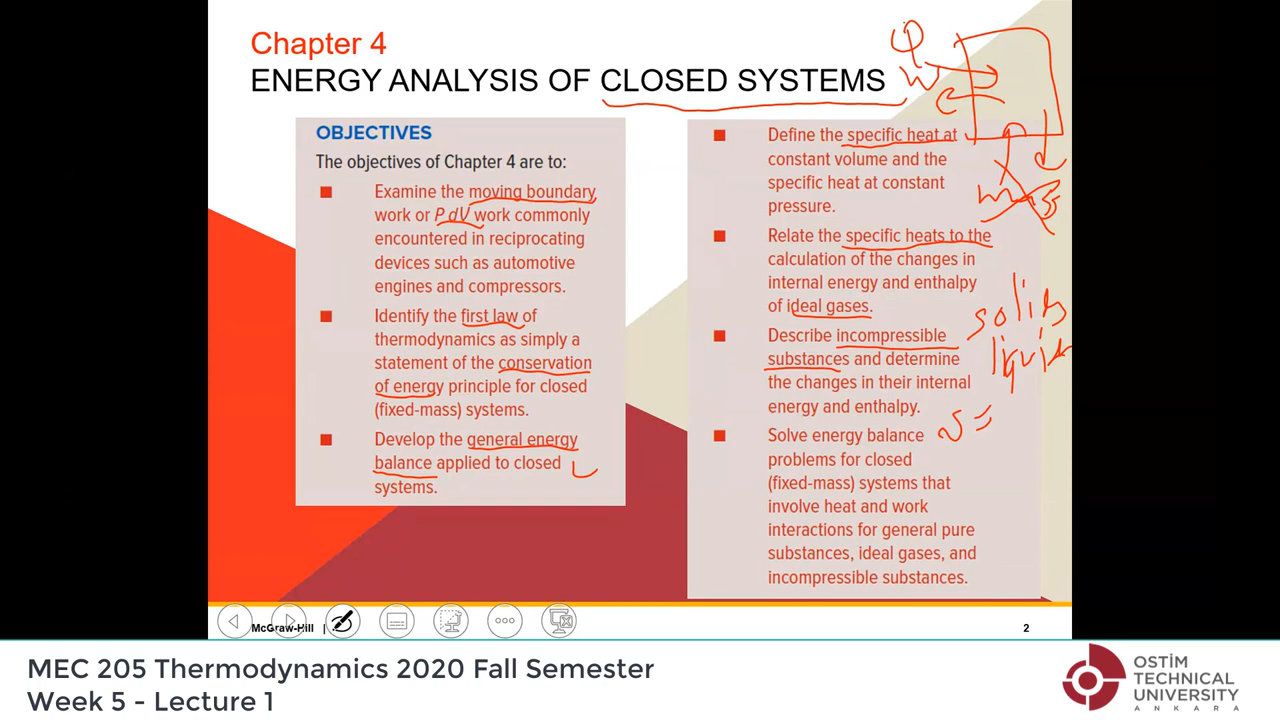 Chapter 4
ENERGY ANALYSIS OF CLOSED SYSTEMS
Q
W
mass
OBJECTIVES
The objectives of Chapter 4 are to:
■ Examine the moving boundary
work or P dV work commonly
encountered in reciprocating
devices such as automotive
engines and compressors.
■ Identify the first law of
thermodynamics as simply a
statement of the conservation
of energy principle for closed
(fixed-mass) systems.
■ Develop the general energy
balance applied to closed
systems.
■ Define the specific heat at
constant volume and the
specific heat at constant
pressure.
■ Relate the specific heats to the
calculation of the changes in
internal energy and enthalpy
of ideal gases.
■ Describe incompressible
substances and determine
the changes in their internal
energy and enthalpy.
■ Solve energy balance
problems for closed
(fixed-mass) systems that
involve heat and work
interactions for general pure
substances, ideal gases, and
incompressible substances.
solids
McGraw-Hill |
2
MEC 205 Thermodynamics 2020 Fall Semester
Week 5 - Lecture 1
OSTİM
TECHNICAL
UNIVERSITY
ANKARA